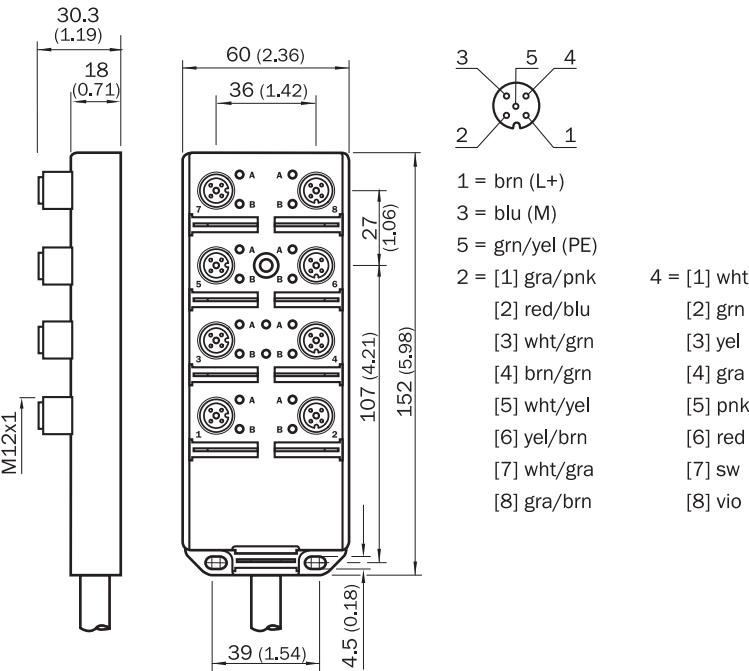 30.3
(1.19)
18
(0.71)
60 (2.36)
36 (1.42)
3 5 4
2 1
1 = brn (L+)
3 = blu (M)
5 = grn/yel (PE)
2 = [1] gra/pnk 4 = [1] wht
[2] red/blu [2] grn
[3] wht/grn [3] yel
[4] brn/grn [4] gra
[5] wht/yel [5] pnk
[6] yel/brn [6] red
[7] wht/gra [7] sw
[8] gra/brn [8] vio
A A
B B
7 8
A A
B B
5 6
A A
B B
3 4
A A
B B
1 2
27
(1.06)
107 (4.21)
152 (5.98)
M12x1
39 (1.54)
4.5 (0.18)